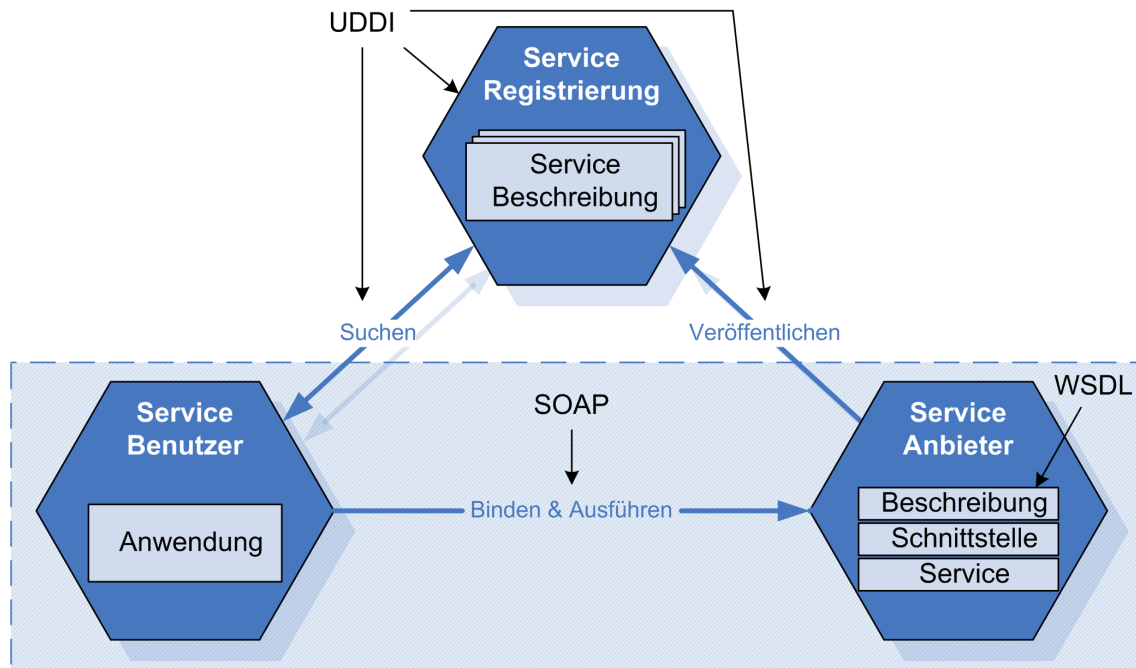 UDDI
Service
Registrierung
Service
Beschreibung
Suchen
Veröffentlichen
Service
Benutzer
Anwendung
SOAP
Binden & Ausführen
WSDL
Service
Anbieter
Beschreibung
Schnittstelle
Service